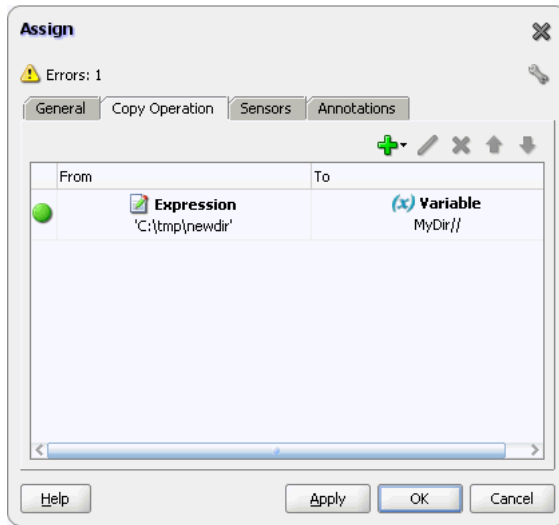 Assign
Errors: 1
General Copy Operation Sensors Annotations
From To
Expression (x) Variable
'C:\tmp\newdir' MyDir//
Help Apply OK Cancel